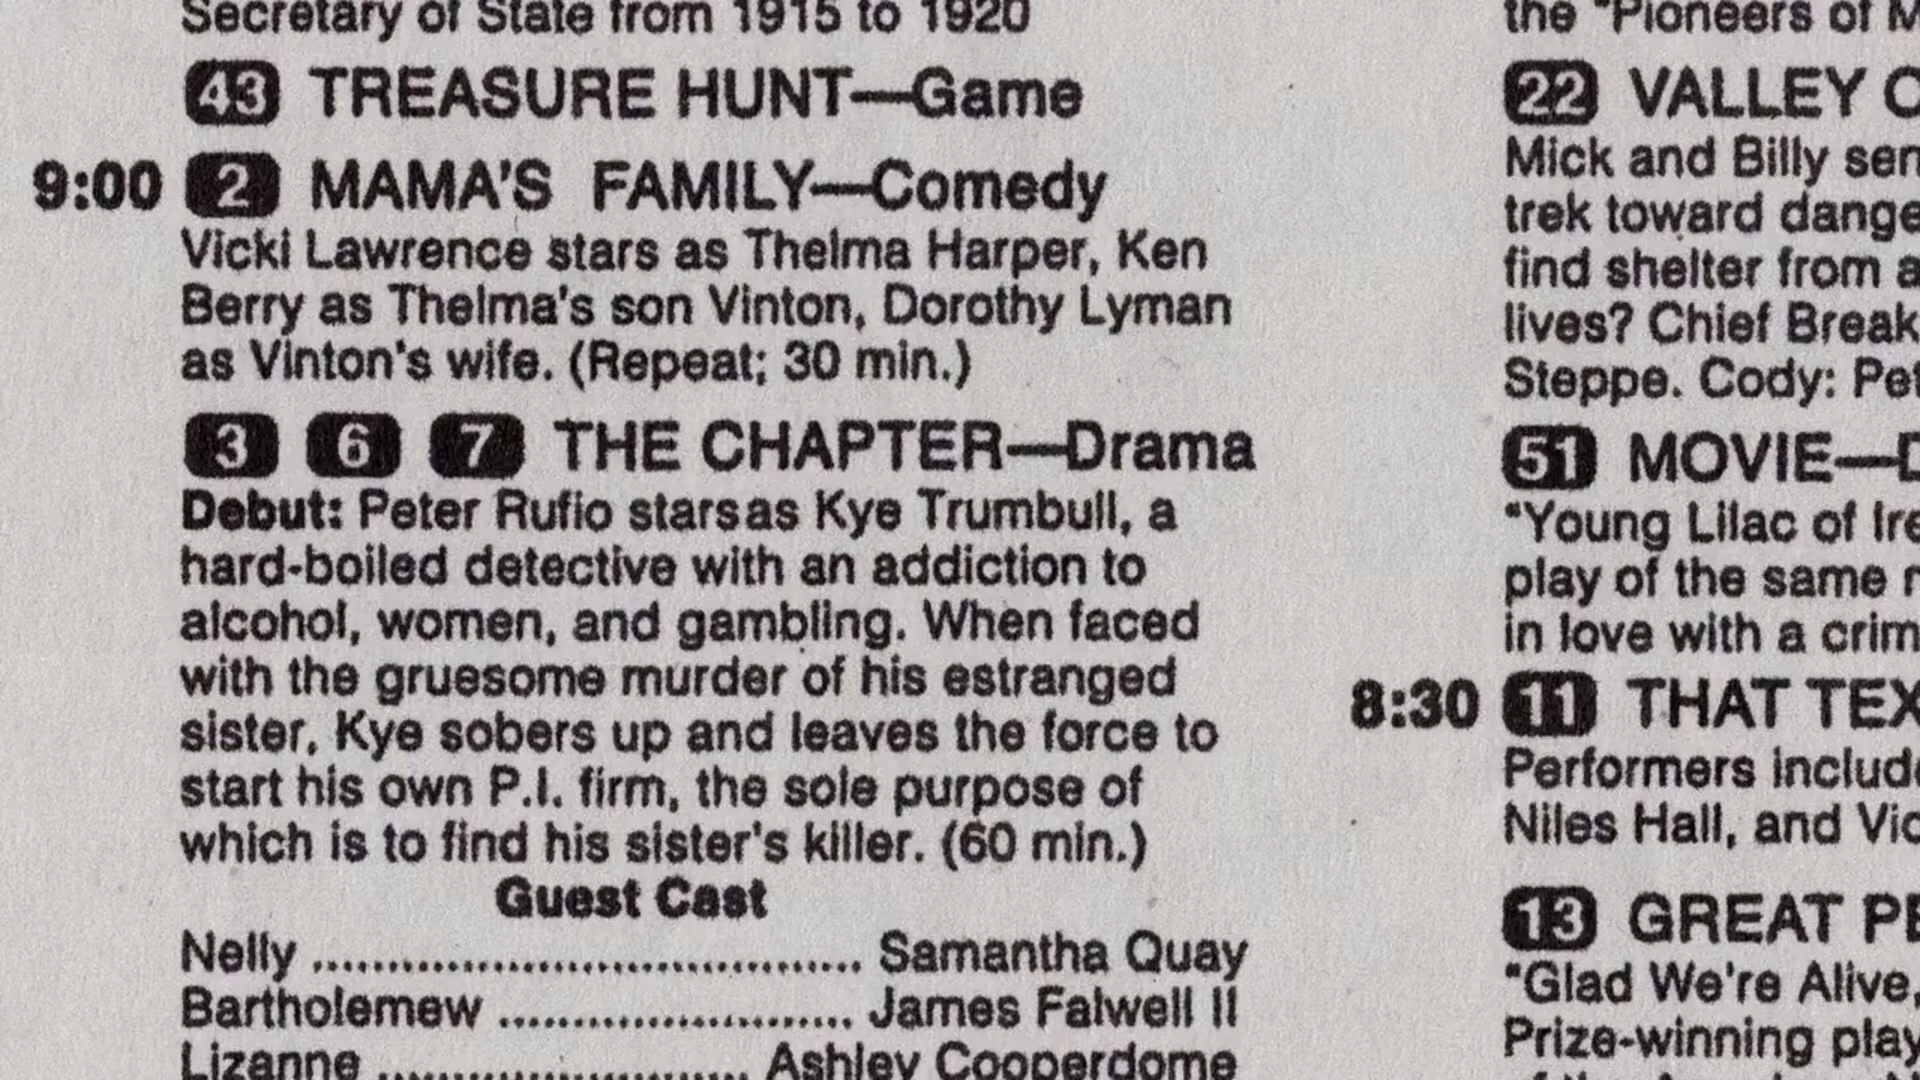 Secretary of State from 1915 to 1920
43 TREASURE HUNT—Game
9:00 2 MAMA'S FAMILY—Comedy
Vicki Lawrence stars as Thelma Harper, Ken
Berry as Thelma's son Vinton, Dorothy Lyman
as Vinton's wife. (Repeat; 30 min.)
3 6 7 THE CHAPTER—Drama
Debut: Peter Rufio stars as Kye Trumbull, a
hard-boiled detective with an addiction to
alcohol, women, and gambling. When faced
with the gruesome murder of his estranged
sister, Kye sobers up and leaves the force to
start his own P.I. firm, the sole purpose of
which is to find his sister's killer. (60 min.)
Guest Cast
Nelly .................................... Samantha Quay
Bartholemew ........................ James Falwell II
Lizanne ......................... Ashley Cooperdome
the "Pioneers of
22 VALLEY
Mick and Billy
trek toward
find shelter from a
lives? Chief Break
Steppe. Cody:
51 MOVIE—
"Young Lilac of
play of the same
in love with a
8:30 11 THAT
Performers
Niles Hall, and
13 GREAT
"Glad We're Alive,
Prize-winning play